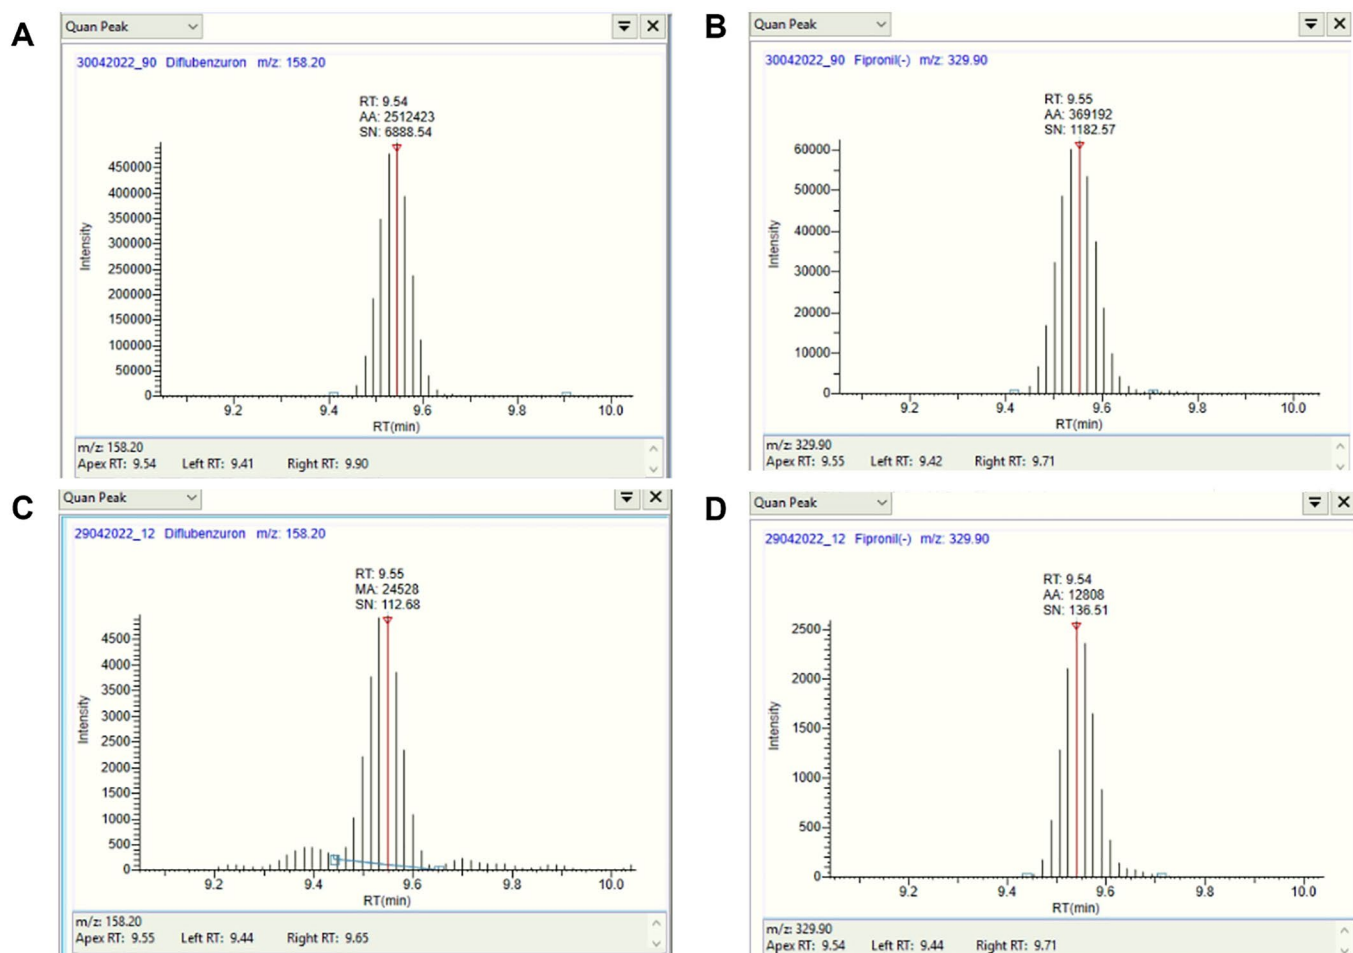 A
Quan Peak
30042022_90 Diflubenzuron m/z: 158.20
RT: 9.54
AA: 2512423
SN: 6888.54
450000
400000
350000
300000
250000
200000
150000
100000
50000
0
Intensity
9.2 9.4 9.6 9.8 10.0
RT(min)
m/z: 158.20
Apex RT: 9.54 Left RT: 9.41 Right RT: 9.90
B
Quan Peak
30042022_90 Fipronil(-) m/z: 329.90
RT: 9.55
AA: 369192
SN: 1182.57
60000
50000
40000
30000
20000
10000
0
Intensity
9.2 9.4 9.6 9.8 10.0
RT(min)
m/z: 329.90
Apex RT: 9.55 Left RT: 9.42 Right RT: 9.71
C
Quan Peak
29042022_12 Diflubenzuron m/z: 158.20
RT: 9.55
MA: 24528
SN: 112.68
4500
4000
3500
3000
2500
2000
1500
1000
500
0
Intensity
9.2 9.4 9.6 9.8 10.0
RT(min)
m/z: 158.20
Apex RT: 9.55 Left RT: 9.44 Right RT: 9.65
D
Quan Peak
29042022_12 Fipronil(-) m/z: 329.90
RT: 9.54
AA: 12808
SN: 136.51
2500
2000
1500
1000
500
0
Intensity
9.2 9.4 9.6 9.8 10.0
RT(min)
m/z: 329.90
Apex RT: 9.54 Left RT: 9.44 Right RT: 9.71